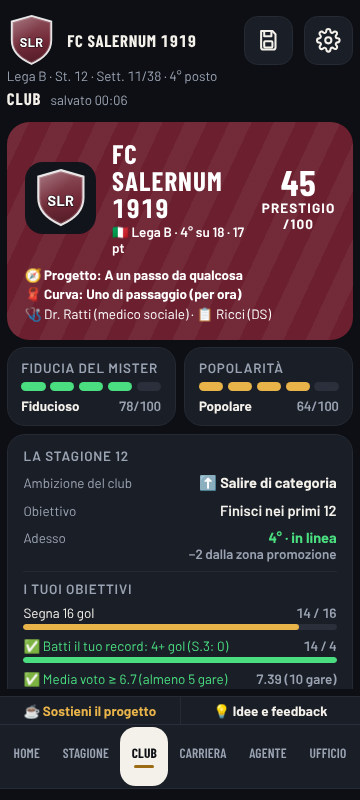 SLR
FC SALERNUM 1919
Lega B · St. 12 · Sett. 11/38 · 4° posto
CLUB salvato 00:06
SLR
FC
SALERNUM
1919
🇮🇹 Lega B · 4° su 18 · 17
pt
45
PRESTIGIO
/100
🧭 Progetto: A un passo da qualcosa
🧣 Curva: Uno di passaggio (per ora)
🩺 Dr. Ratti (medico sociale) · 📋 Ricci (DS)
FIDUCIA DEL MISTER
Fiducioso 78/100
POPOLARITÀ
Popolare 64/100
LA STAGIONE 12
Ambizione del club ⬆️ Salire di categoria
Obiettivo Finisci nei primi 12
Adesso 4° · in linea
−2 dalla zona promozione
I TUOI OBIETTIVI
Segna 16 gol 14 / 16
✅ Batti il tuo record: 4+ gol (S.3: 0) 14 / 4
✅ Media voto ≥ 6.7 (almeno 5 gare) 7.39 (10 gare)
☕ Sostieni il progetto 💡 Idee e feedback
HOME STAGIONE CLUB CARRIERA AGENTE UFFICIO